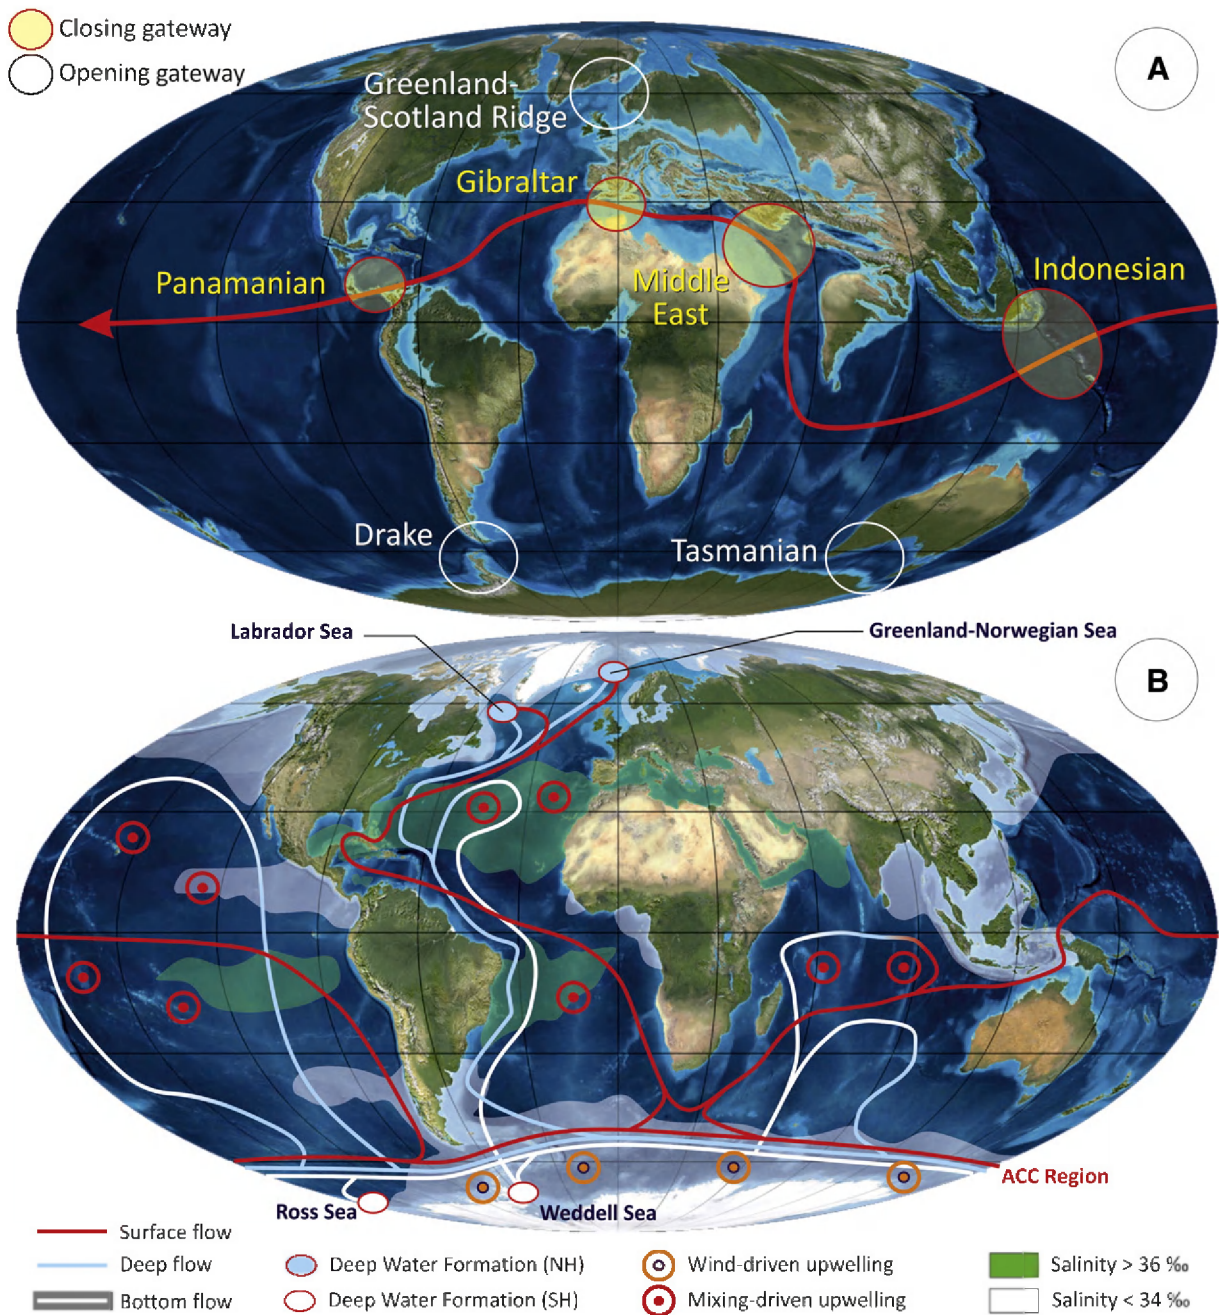 Closing gateway
Opening gateway
A
Greenland-
Scotland Ridge
Gibraltar
Panamanian
Middle
East
Indonesian
Drake
Tasmanian
Labrador Sea
Greenland-Norwegian Sea
B
ACC Region
Ross Sea
Weddell Sea
Surface flow
Deep flow
Bottom flow
Deep Water Formation (NH)
Deep Water Formation (SH)
Wind-driven upwelling
Mixing-driven upwelling
Salinity > 36 ‰
Salinity < 34 ‰